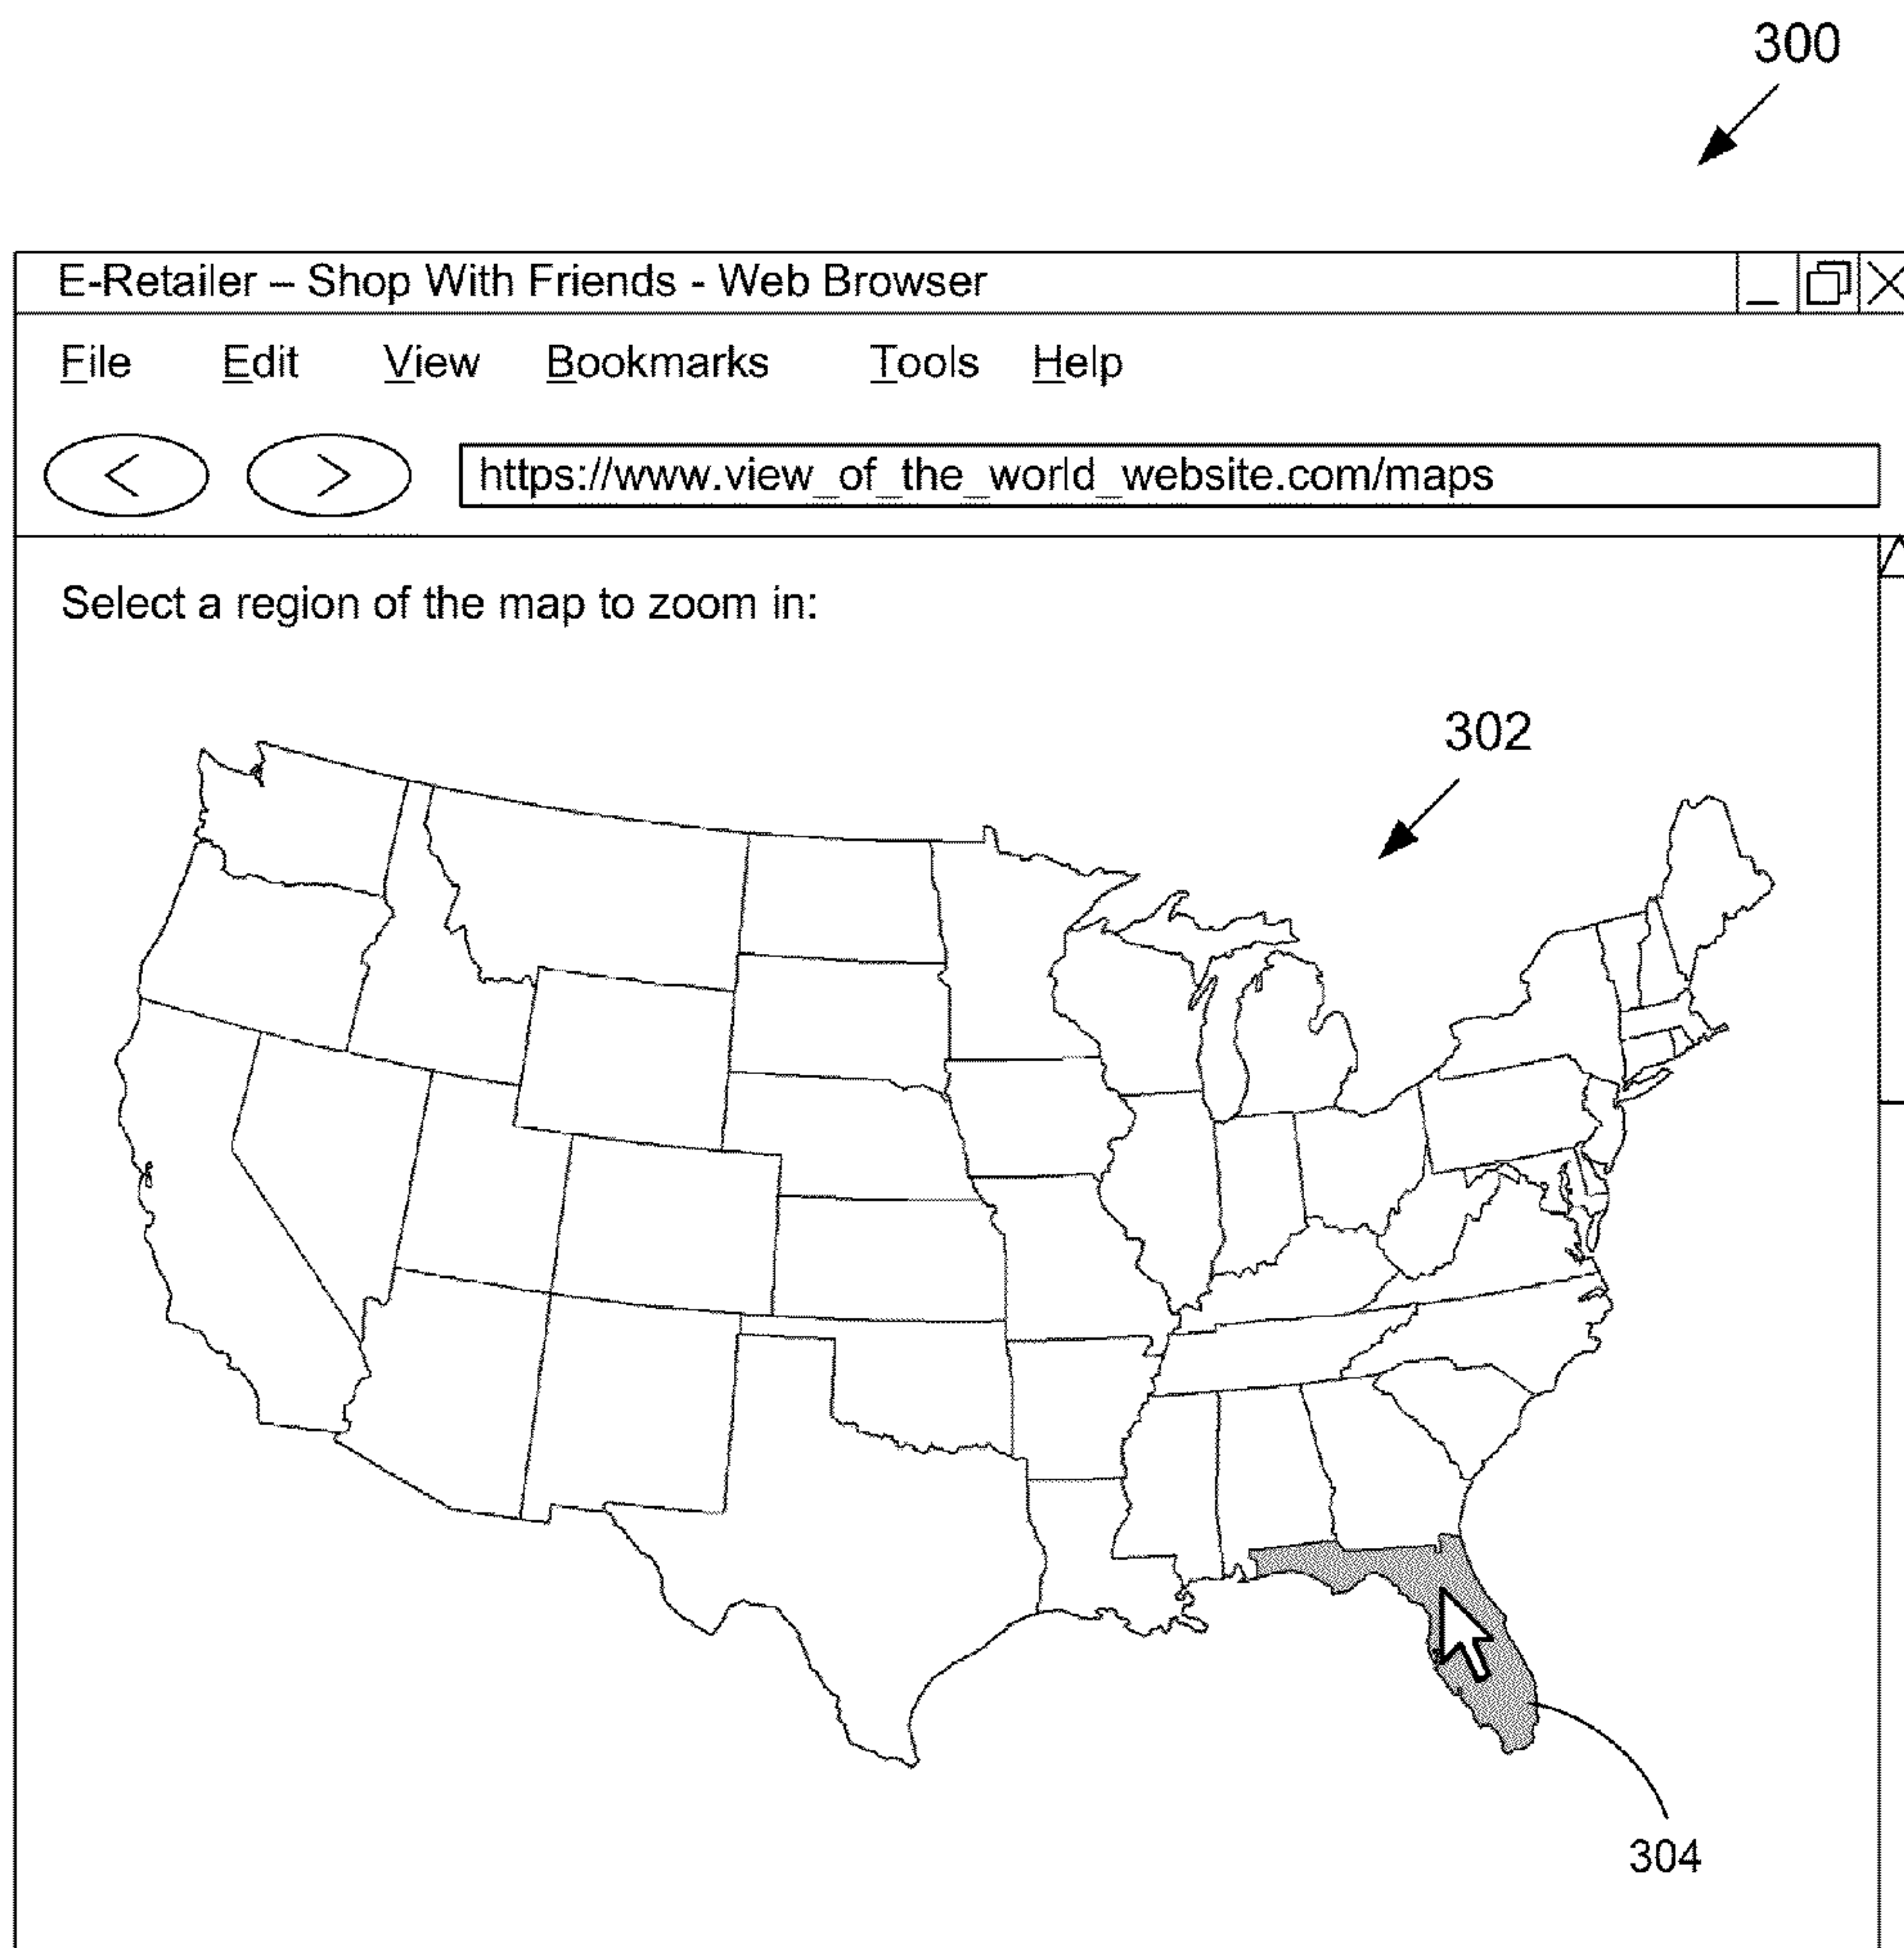 300
E-Retailer – Shop With Friends - Web Browser
File Edit View Bookmarks Tools Help
< >
https://www.view_of_the_world_website.com/maps
Select a region of the map to zoom in:
302
304